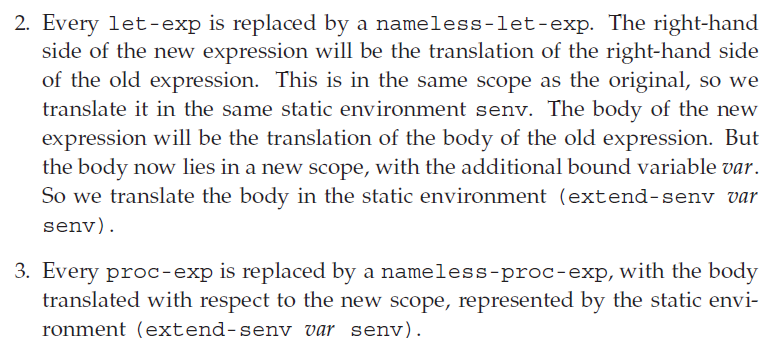 2. Every let-exp is replaced by a nameless-let-exp. The right-hand
side of the new expression will be the translation of the right-hand side
of the old expression. This is in the same scope as the original, so we
translate it in the same static environment senv. The body of the new
expression will be the translation of the body of the old expression. But
the body now lies in a new scope, with the additional bound variable var.
So we translate the body in the static environment (extend-senv var
senv).
3. Every proc-exp is replaced by a nameless-proc-exp, with the body
translated with respect to the new scope, represented by the static envi-
ronment (extend-senv var senv).